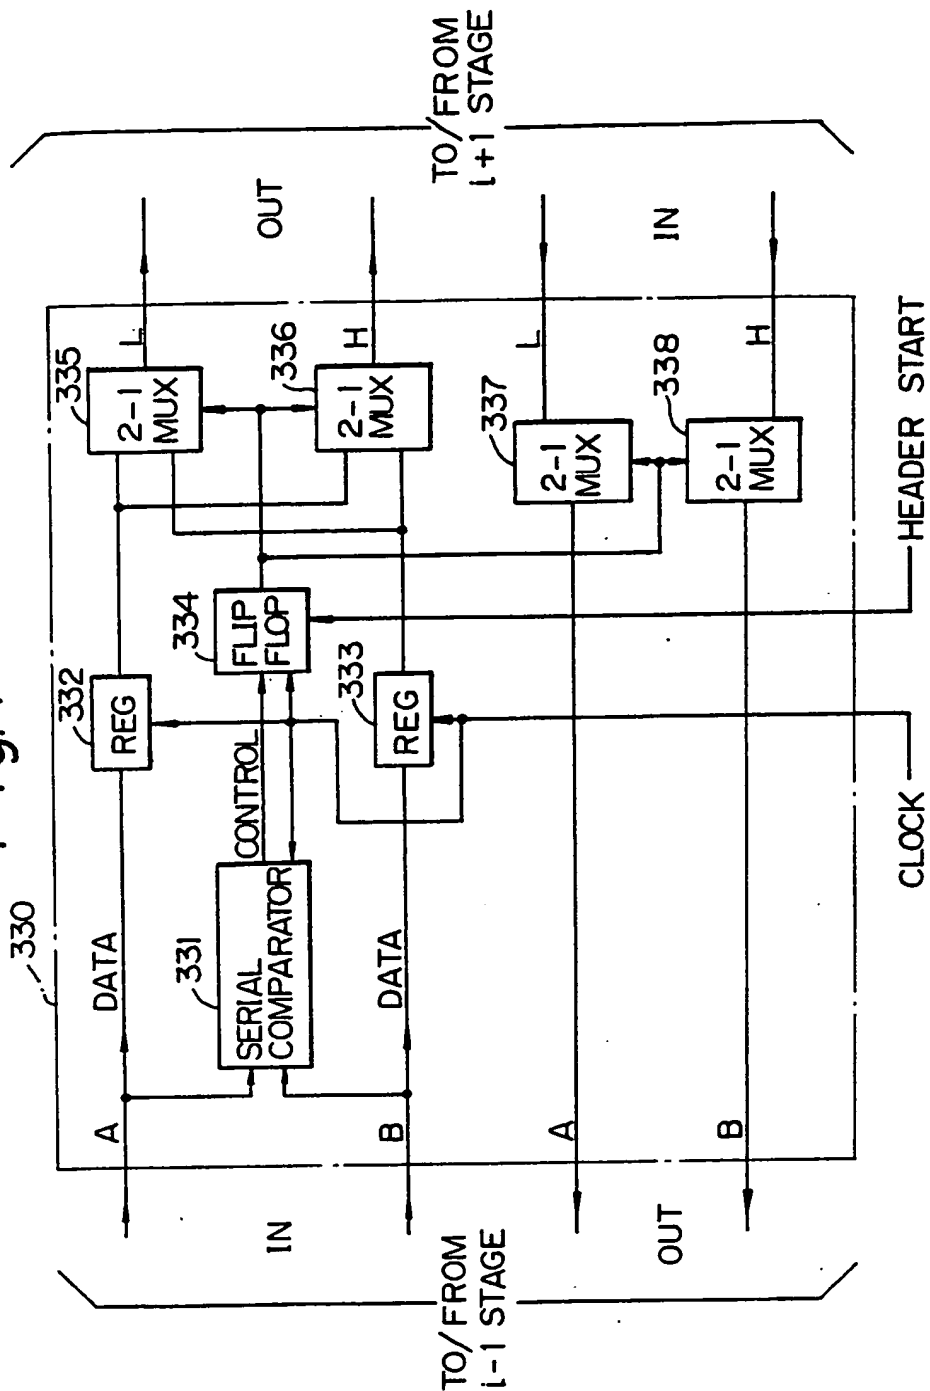 330
TO/FROM
i-1 STAGE
IN
OUT
A
DATA
B
DATA
A
B
331
SERIAL
COMPARATOR
CONTROL
332
REG
333
REG
334
FLIP
FLOP
335
2-1
MUX
336
2-1
MUX
337
2-1
MUX
338
2-1
MUX
L
H
L
H
OUT
IN
TO/FROM
i+1 STAGE
CLOCK
HEADER START